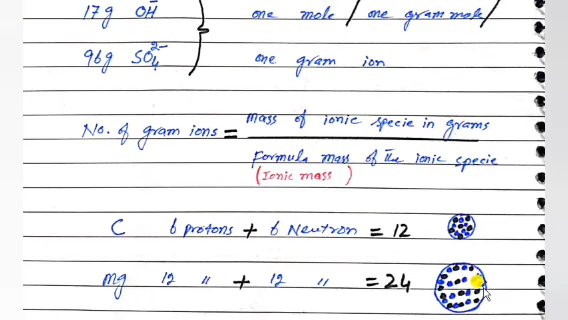 17g OH⁻ one mole / one gram mole /
96g SO₄²⁻ one gram ion
No. of gram ions = Mass of ionic specie in grams
Formula mass of the ionic specie
(Ionic mass)
C 6 protons + 6 Neutron = 12
mg 12 " + 12 " = 24